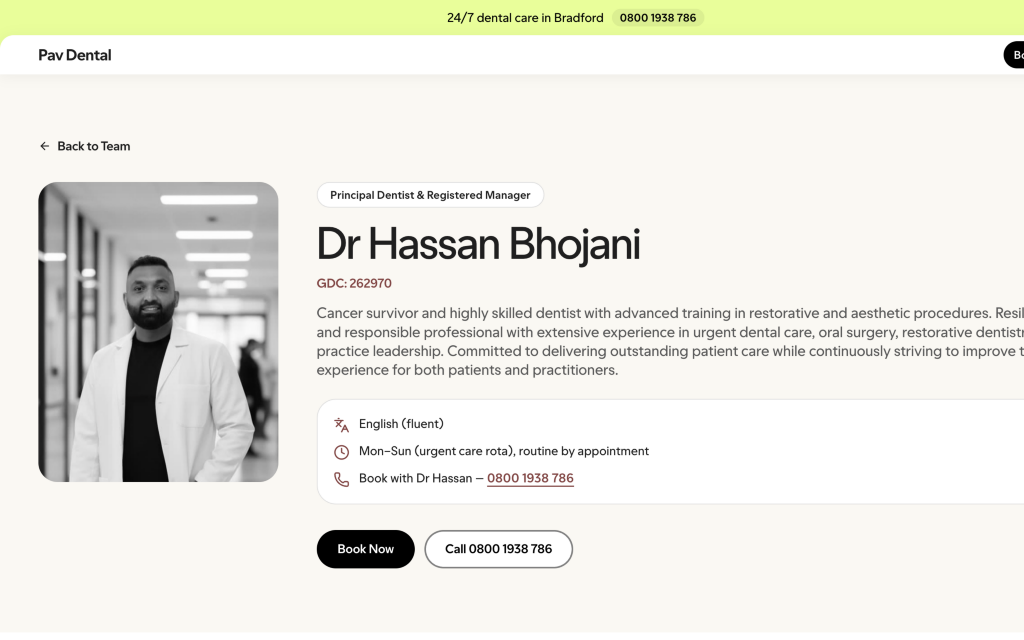 24/7 dental care in Bradford 0800 1938 786
Pav Dental
← Back to Team
Principal Dentist & Registered Manager
Dr Hassan Bhojani
GDC: 262970
Cancer survivor and highly skilled dentist with advanced training in restorative and aesthetic procedures.
and responsible professional with extensive experience in urgent dental care, oral surgery, restorative
practice leadership. Committed to delivering outstanding patient care while continuously striving to improve
experience for both patients and practitioners.
English (fluent)
Mon–Sun (urgent care rota), routine by appointment
Book with Dr Hassan – 0800 1938 786
Book Now Call 0800 1938 786